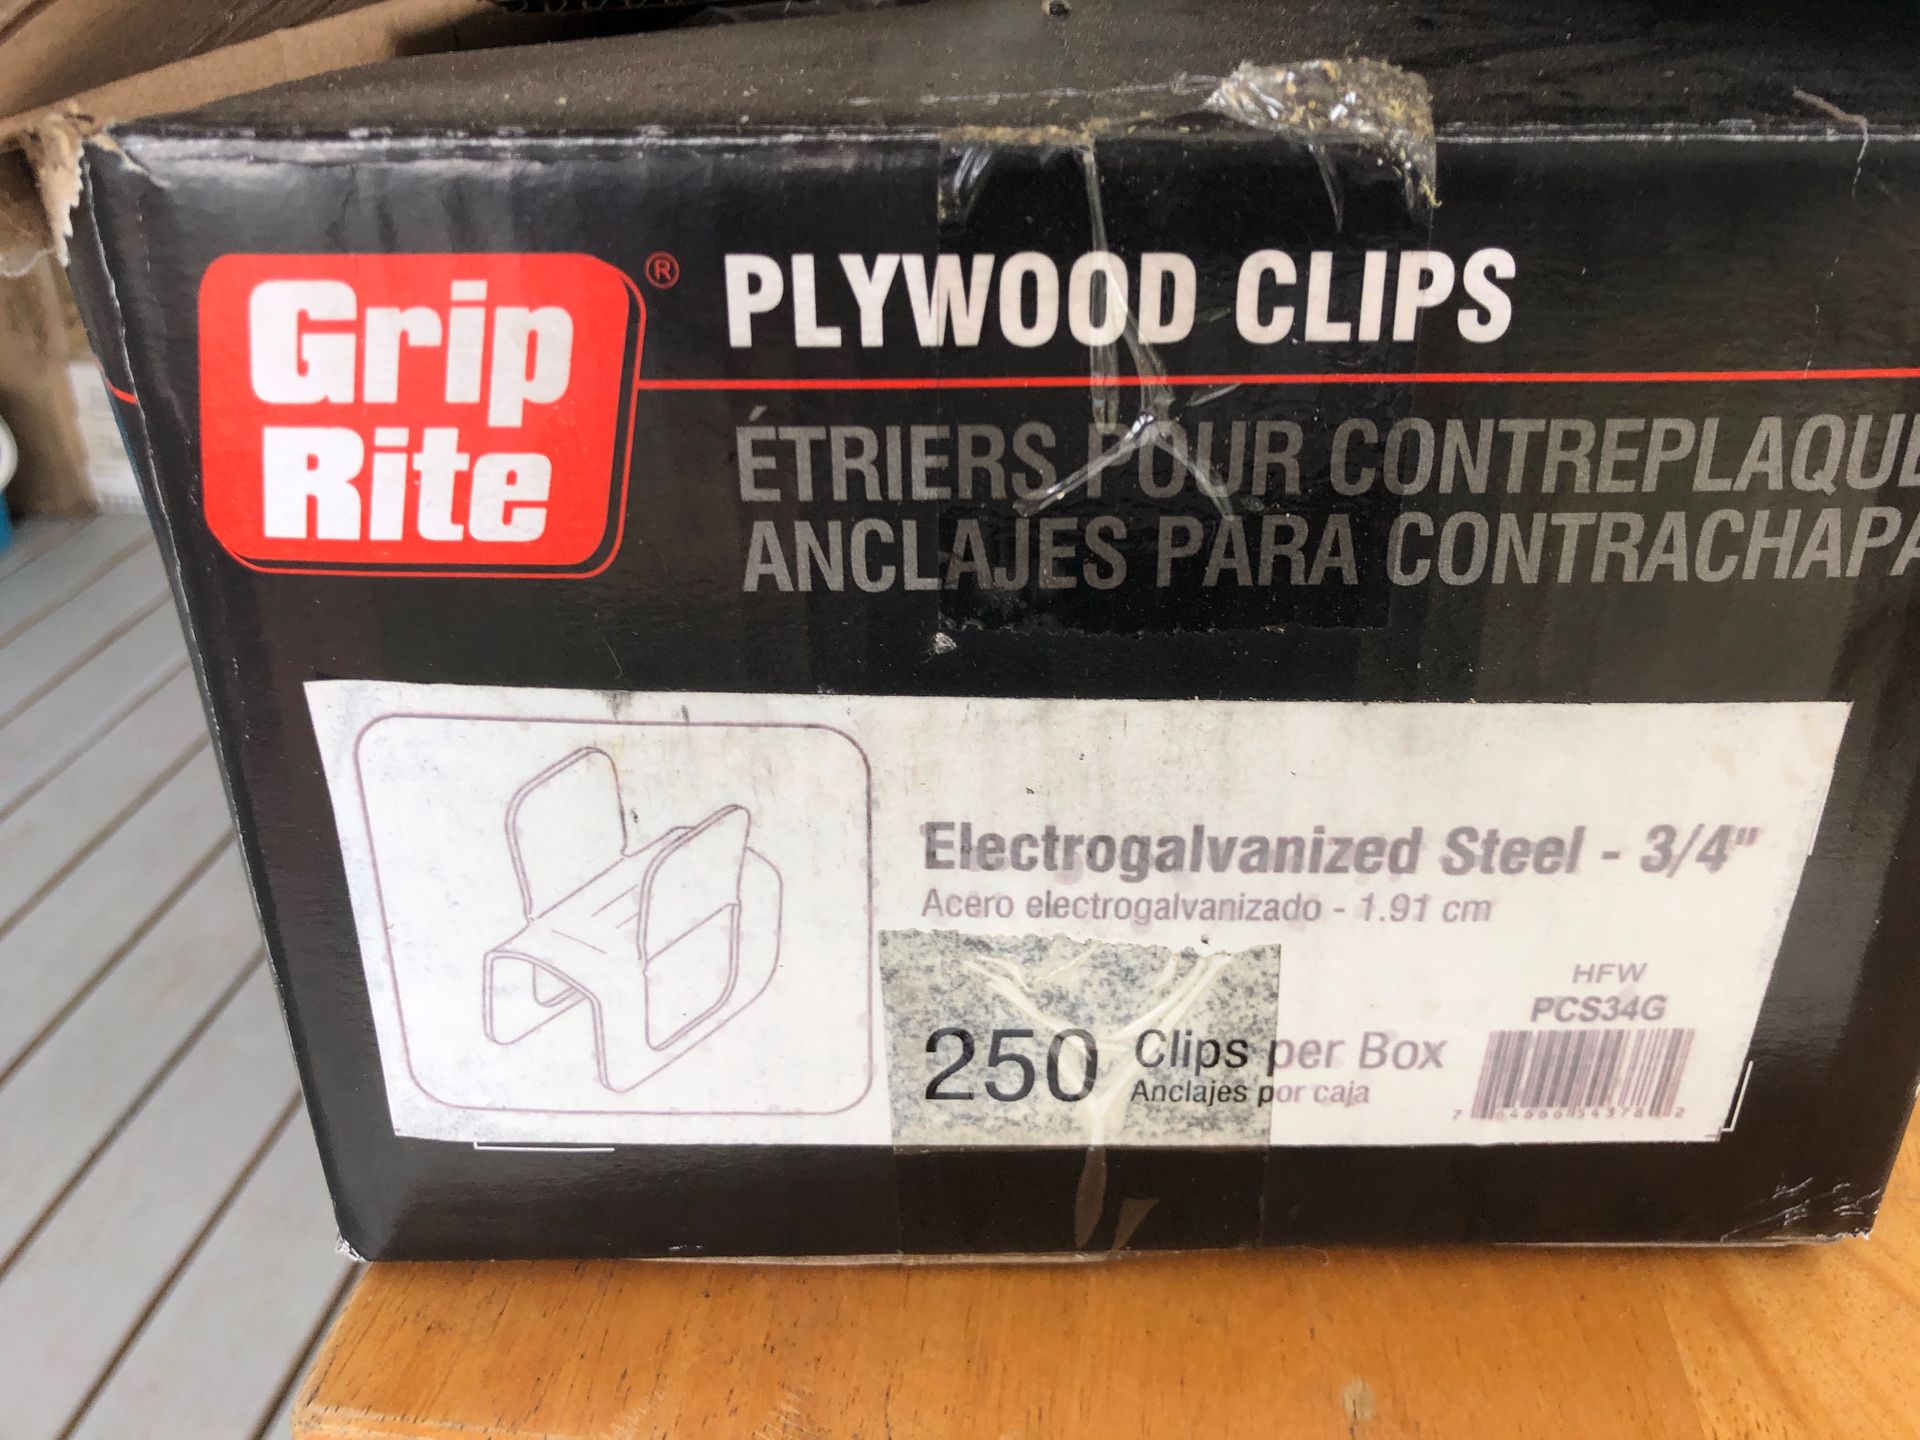 Grip
Rite
®
PLYWOOD CLIPS
ÉTRIERS POUR CONTREPLAQUE
ANCLAJES PARA CONTRACHAPA
Electrogalvanized Steel - 3/4"
Acero electrogalvanizado - 1.91 cm
HFW
PCS34G
250 Clips per Box
Anclajes por caja